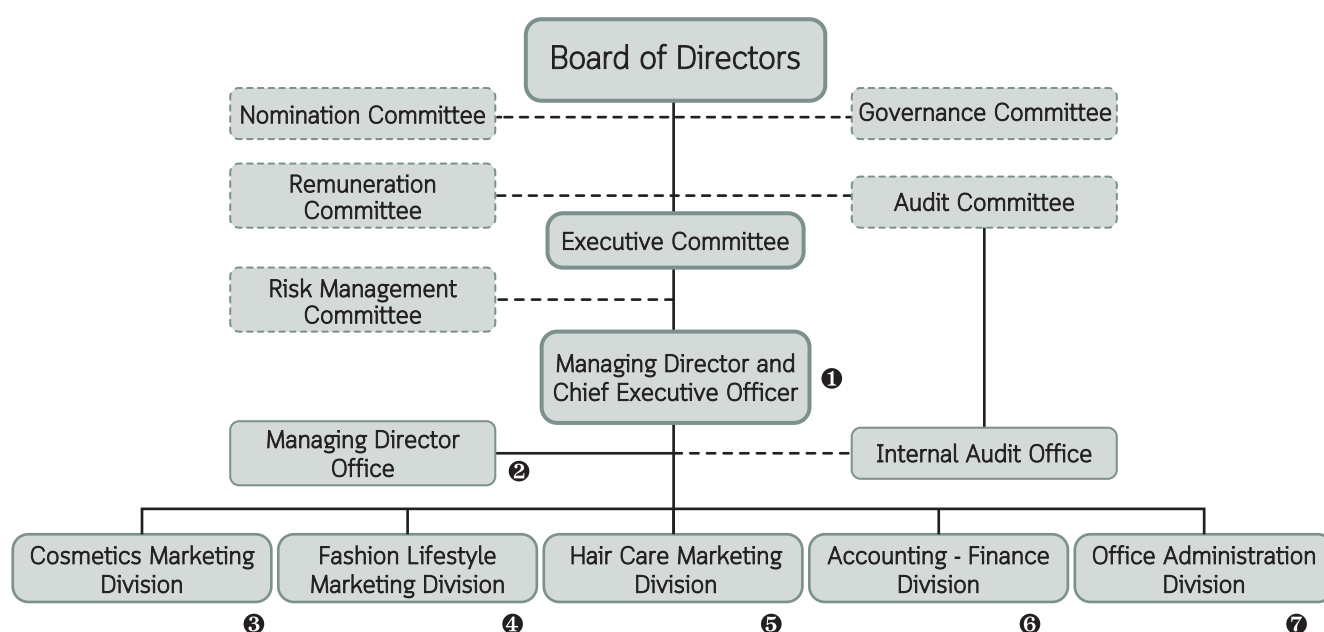 Board of Directors
Nomination Committee
Governance Committee
Remuneration
Committee
Audit Committee
Executive Committee
Risk Management
Committee
Managing Director and
Chief Executive Officer
❶
Managing Director
Office
❷
Internal Audit Office
Cosmetics Marketing
Division
❸
Fashion Lifestyle
Marketing Division
❹
Hair Care Marketing
Division
❺
Accounting - Finance
Division
❻
Office Administration
Division
❼